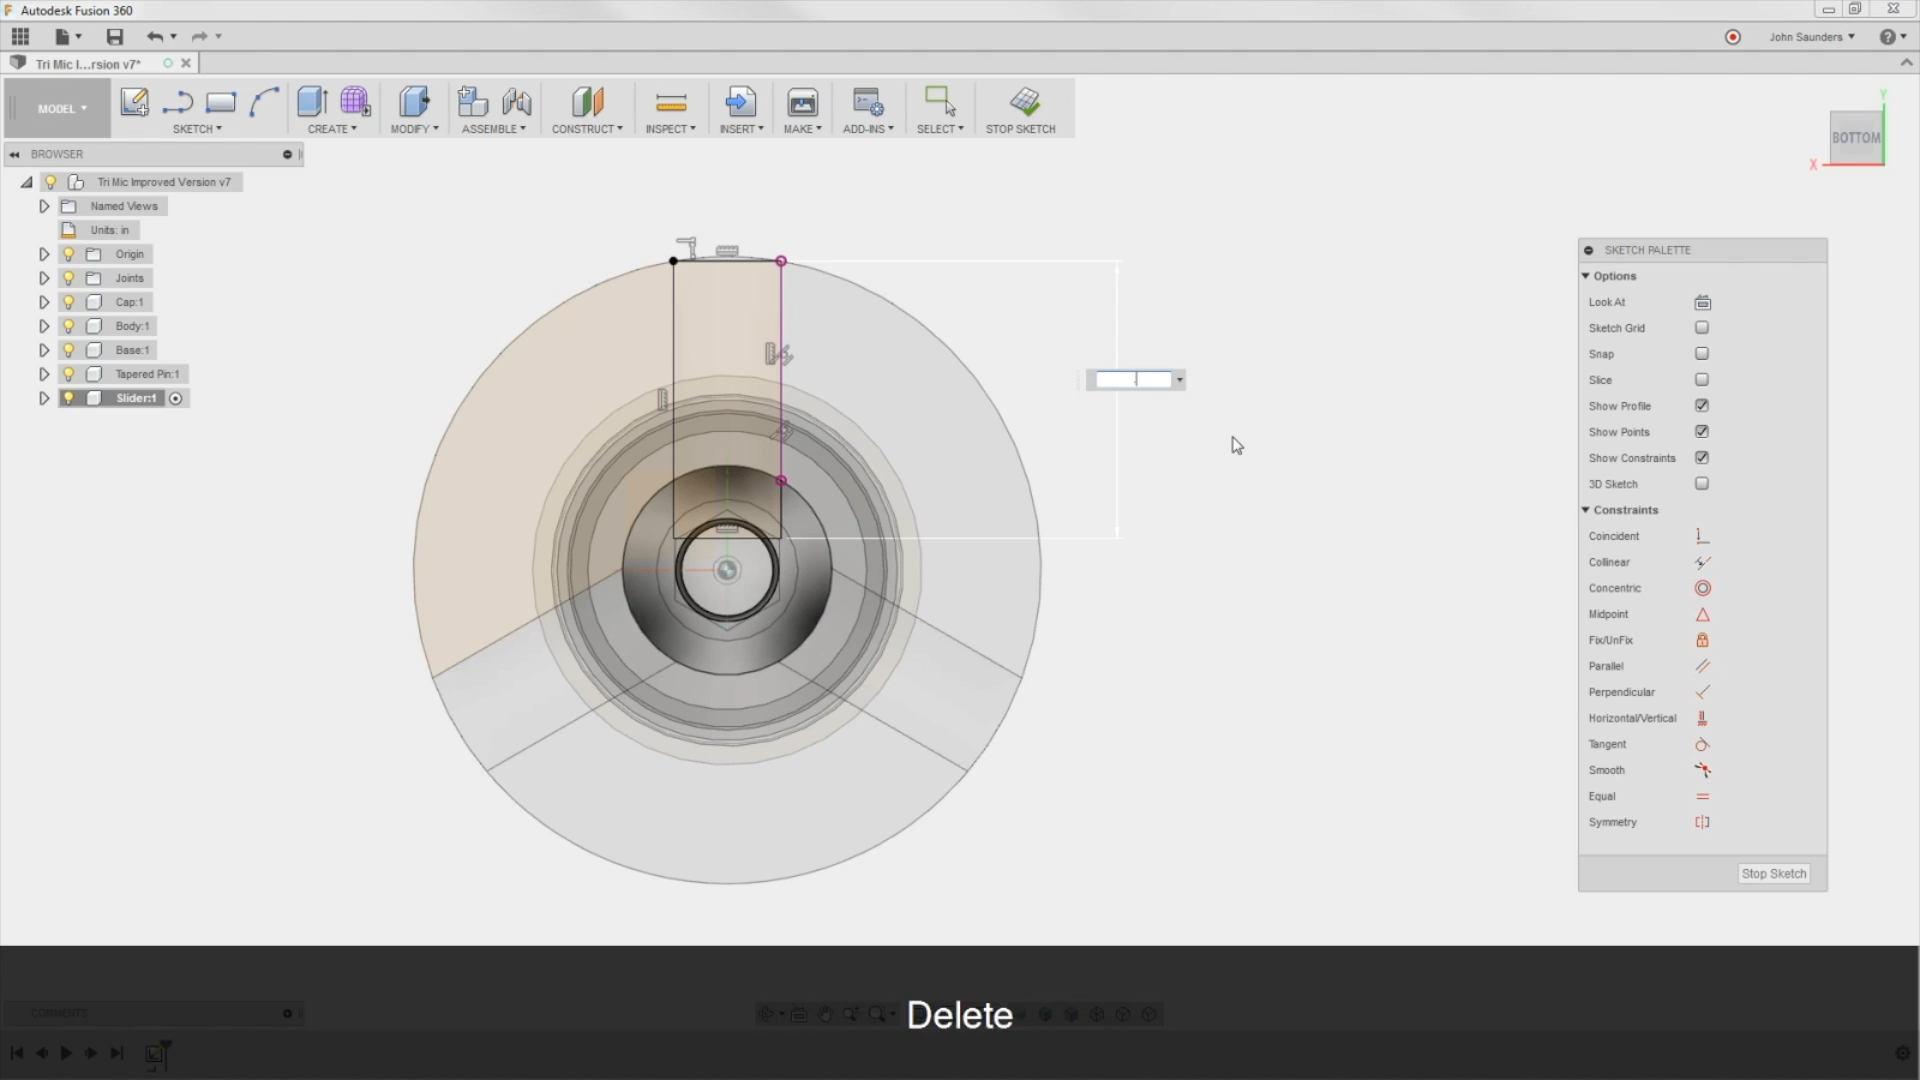 Autodesk Fusion 360
John Saunders
Tri Mic I...rsion v7*
MODEL
SKETCH
CREATE
MODIFY
ASSEMBLE
CONSTRUCT
INSPECT
INSERT
MAKE
ADD-INS
SELECT
STOP SKETCH
Y
BOTTOM
X
BROWSER
Tri Mic Improved Version v7
Named Views
Units: in
Origin
Joints
Cap:1
Body:1
Base:1
Tapered Pin:1
Slider:1
SKETCH PALETTE
Options
Look At
Sketch Grid
Snap
Slice
Show Profile
Show Points
Show Constraints
3D Sketch
Constraints
Coincident
Collinear
Concentric
Midpoint
Fix/UnFix
Parallel
Perpendicular
Horizontal/Vertical
Tangent
Smooth
Equal
Symmetry
Stop Sketch
COMMENTS
Delete